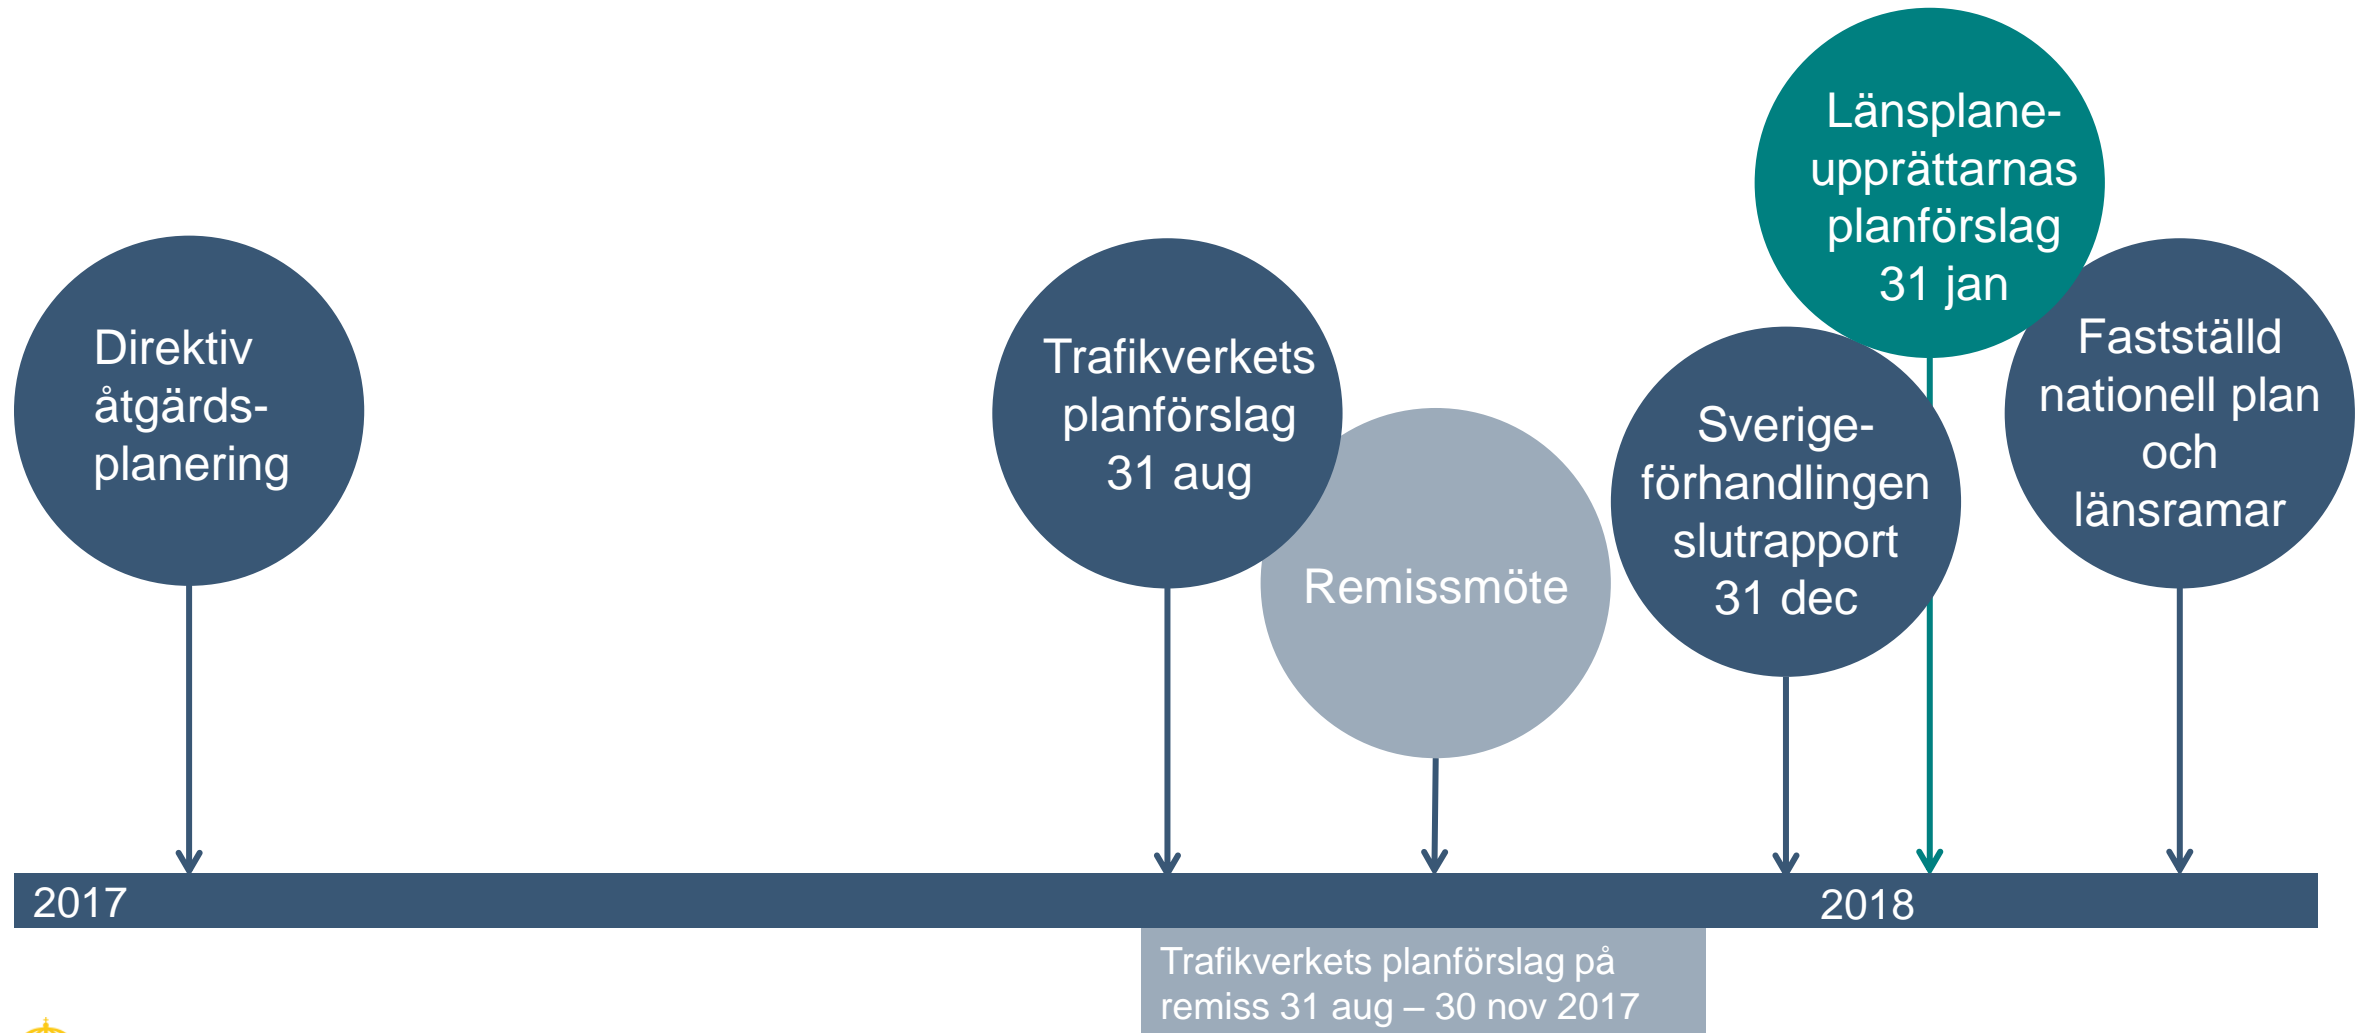 Direktiv
åtgärds-
planering
Trafikverkets
planförslag
31 aug
Remissmöte
Sverige-
förhandlingen
slutrapport
31 dec
Länsplane-
upprättarnas
planförslag
31 jan
Fastställd
nationell plan
och
länsramar
2017
2018
Trafikverkets planförslag på
remiss 31 aug – 30 nov 2017